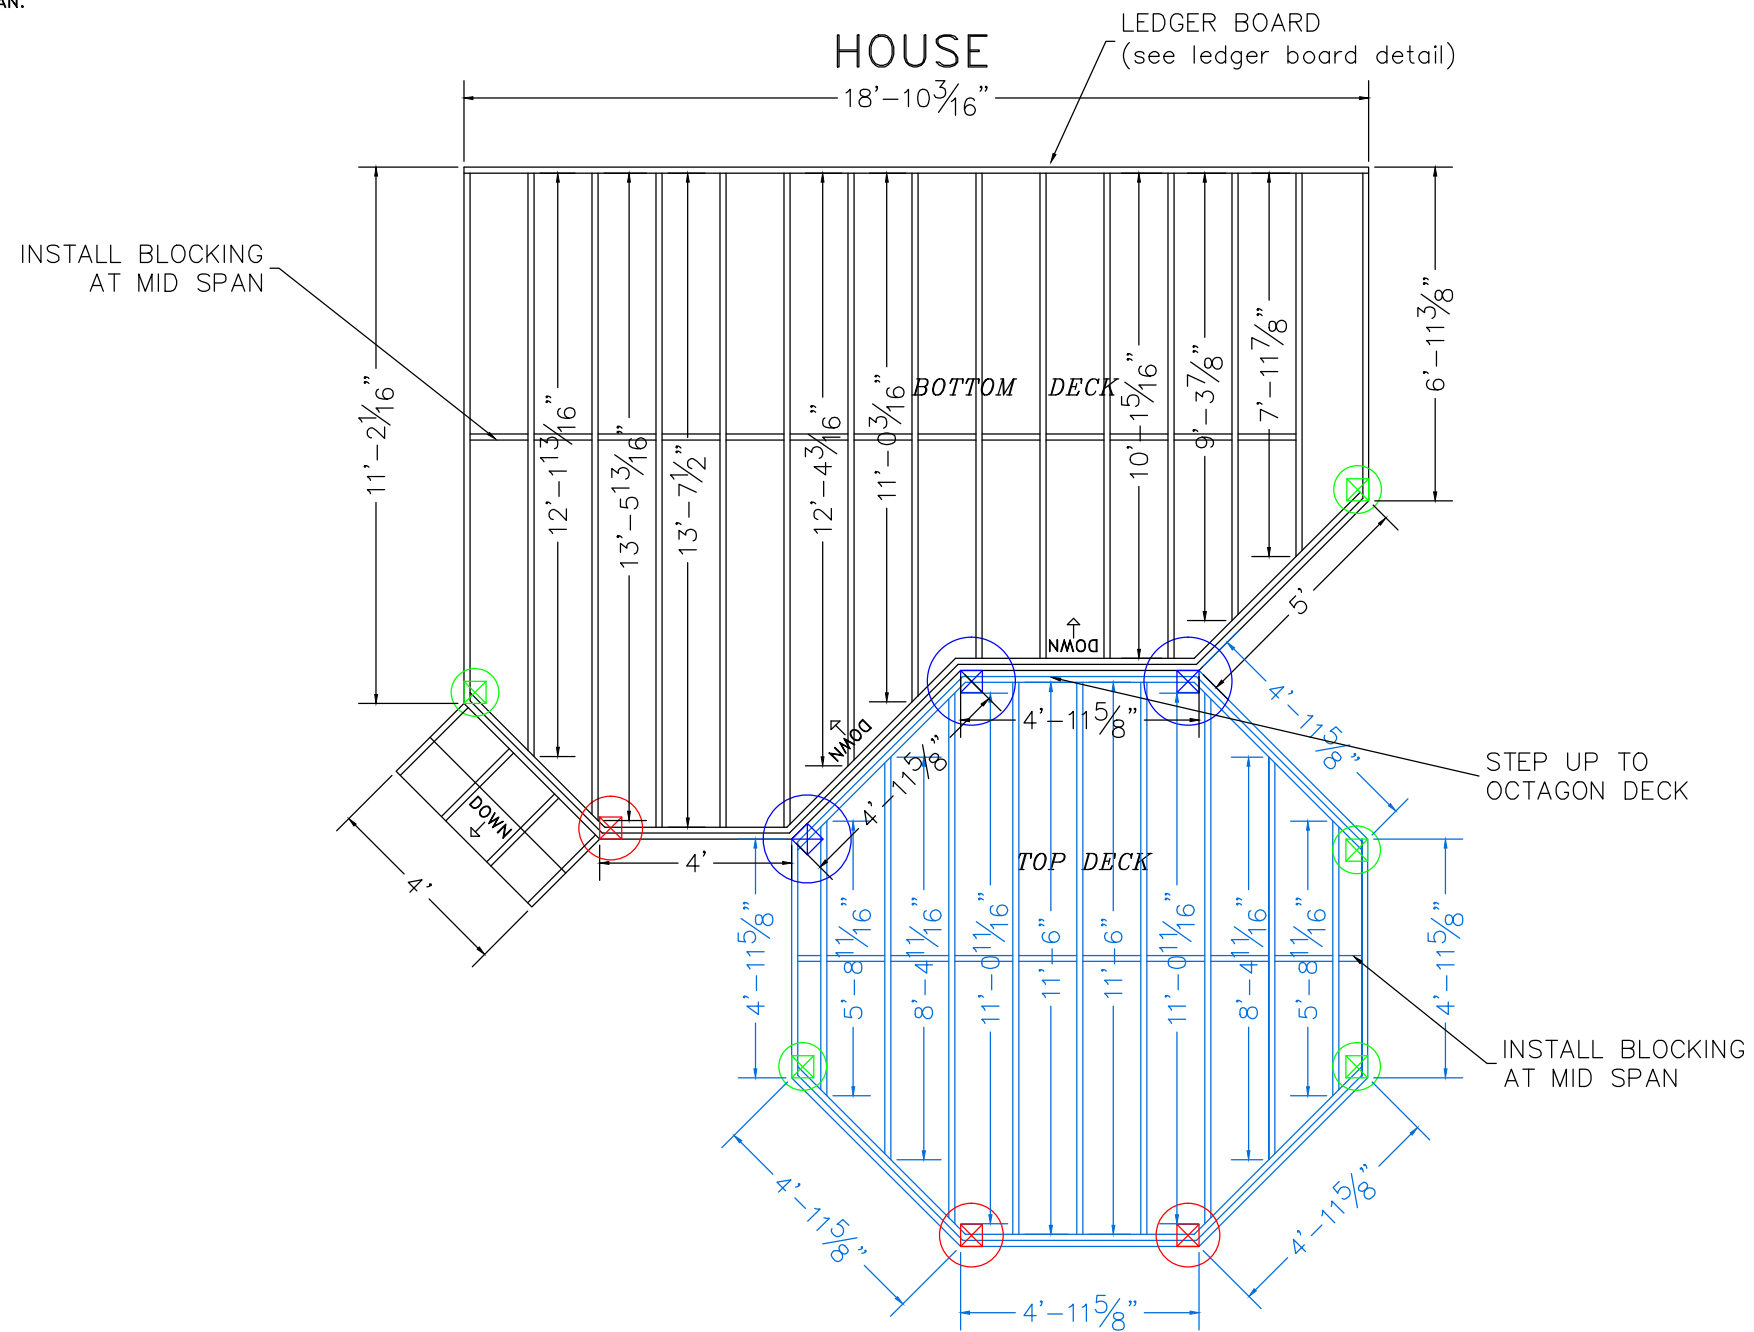 AN.
HOUSE
LEDGER BOARD
(see ledger board detail)
18'-10 3/16"
INSTALL BLOCKING
AT MID SPAN
11'-2 1/16"
12'-1 13/16"
13'-5 13/16"
13'-7 1/2"
12'-4 3/16"
11'-0 3/16"
BOTTOM DECK
10'-1 5/16"
9'-3 7/8"
7'-11 7/8"
6'-11 3/8"
5'
DOWN
DOWN
DOWN
4'
4'
4'-11 5/8"
4'-11 5/8"
4'-11 5/8"
STEP UP TO
OCTAGON DECK
TOP DECK
4'-11 5/8"
5'-8 11/16"
8'-4 11/16"
11'-0 11/16"
11'-6"
11'-6"
11'-0 11/16"
8'-4 11/16"
5'-8 11/16"
4'-11 5/8"
INSTALL BLOCKING
AT MID SPAN
4'-11 5/8"
4'-11 5/8"
4'-11 5/8"